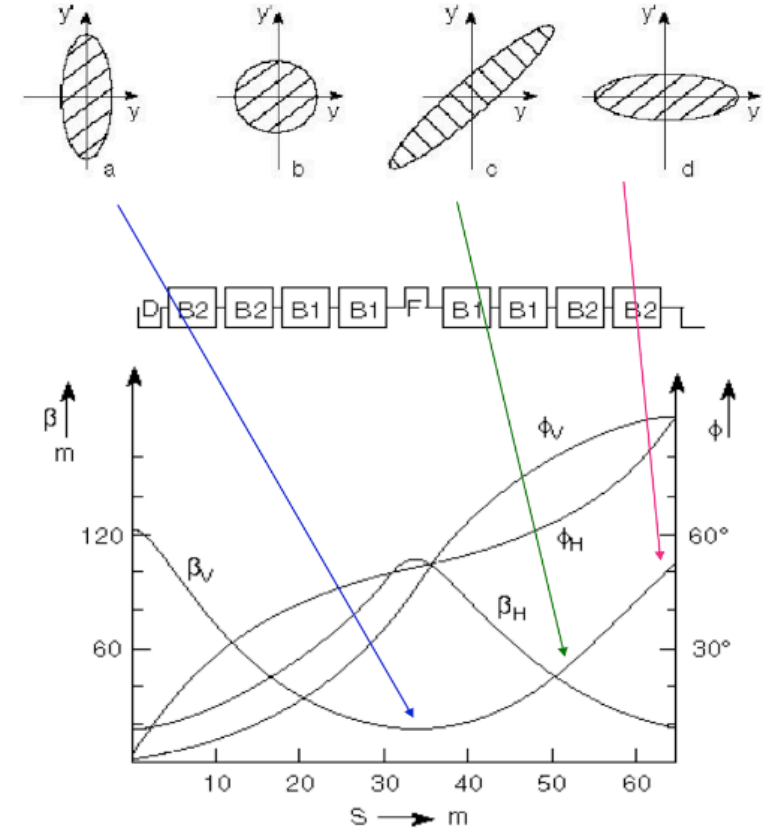 y' y' y' y'
y y y y
a b c d
D B2 B2 B1 B1 F B1 B1 B2 B2
β m
ϕ
ϕV
120 60°
βV ϕH
βH
60 30°
10 20 30 40 50 60
S m